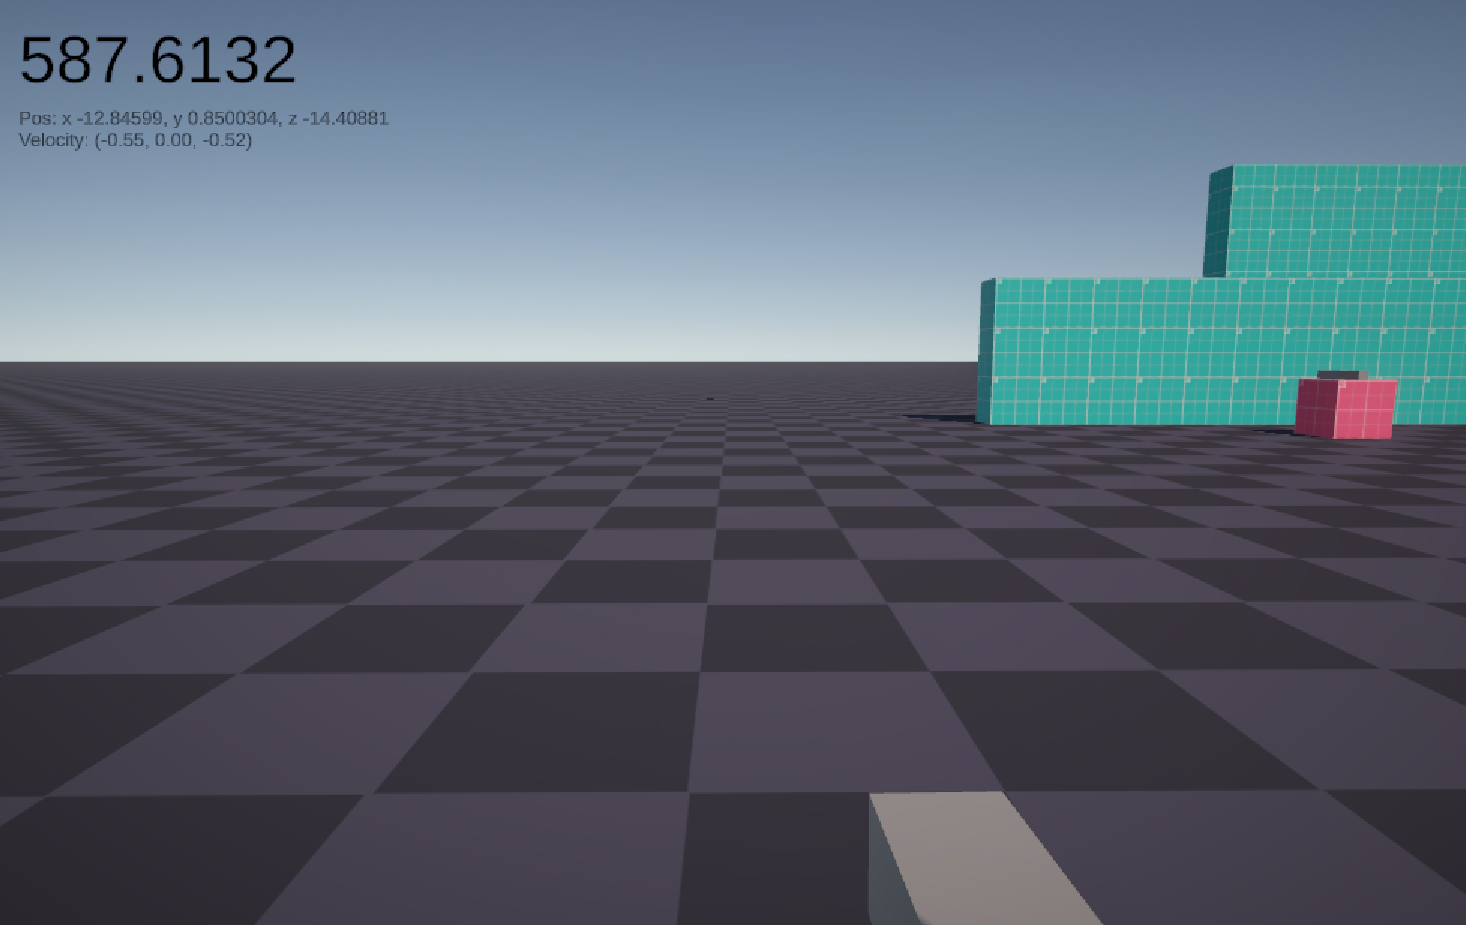 587.6132
Pos: x -12.84599, y 0.8500304, z -14.40881
Velocity: (-0.55, 0.00, -0.52)